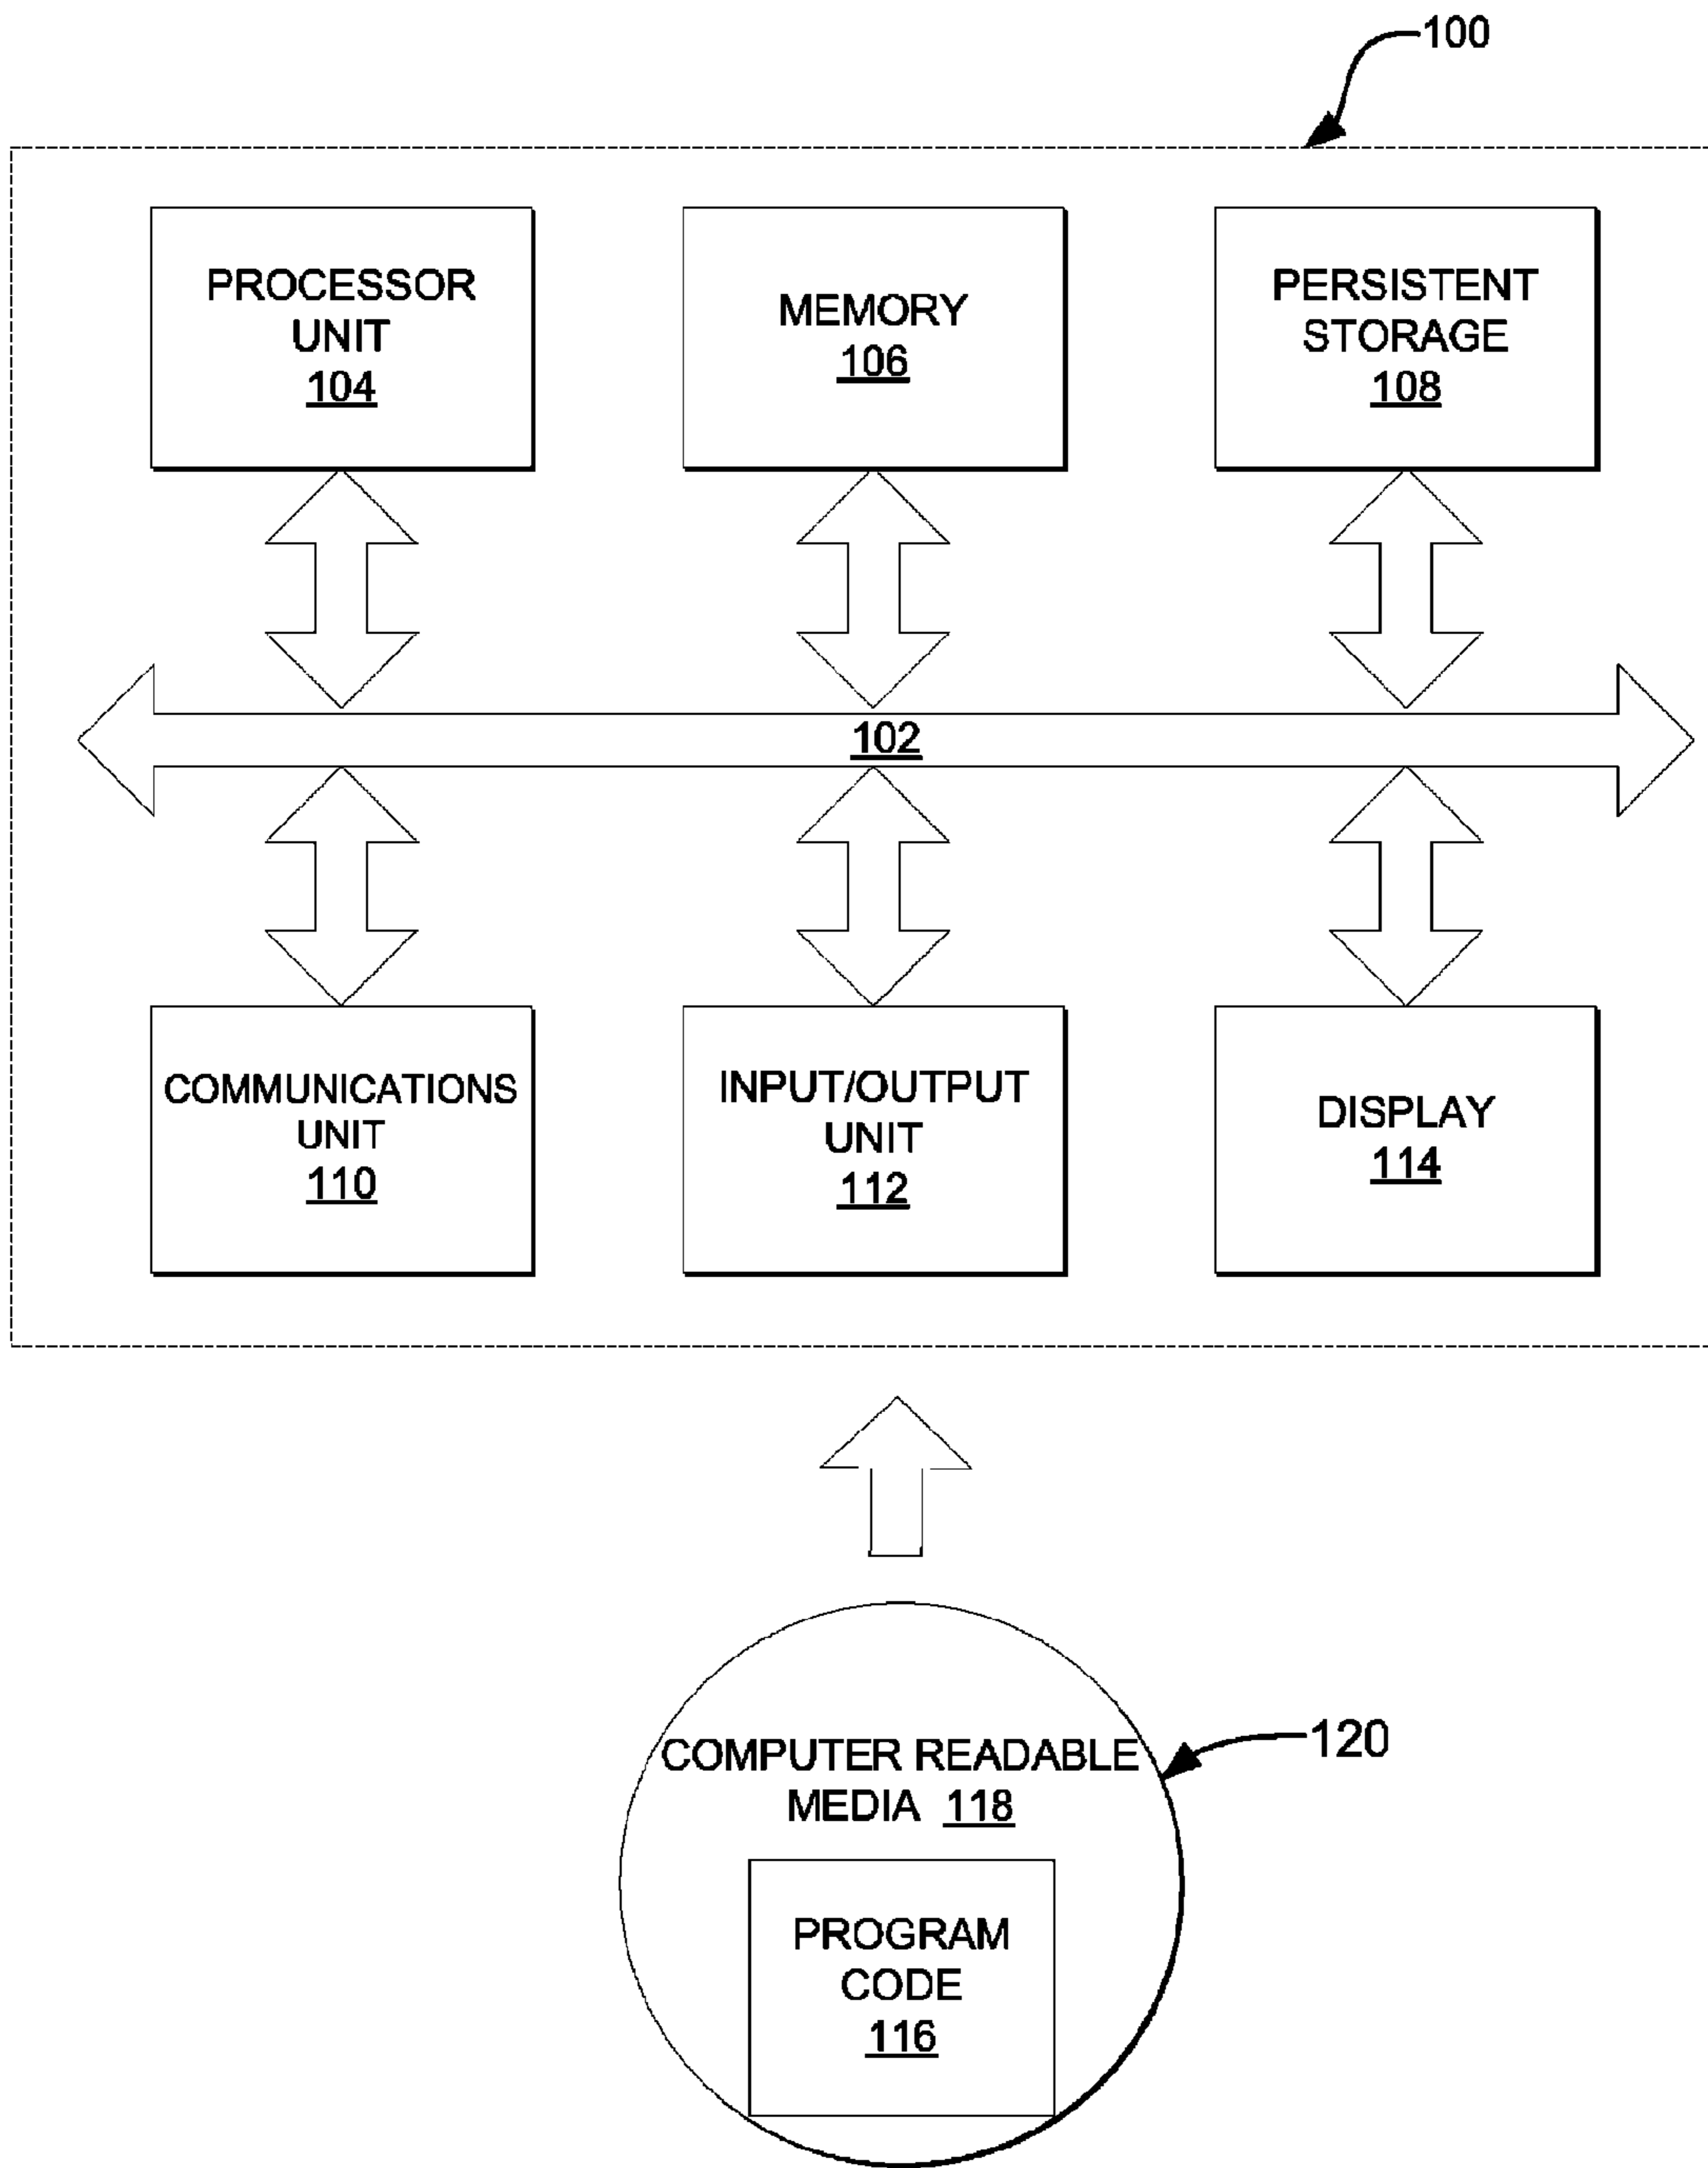 100
PROCESSOR
UNIT
104
MEMORY
106
PERSISTENT
STORAGE
108
102
COMMUNICATIONS
UNIT
110
INPUT/OUTPUT
UNIT
112
DISPLAY
114
120
COMPUTER READABLE
MEDIA 118
PROGRAM
CODE
116